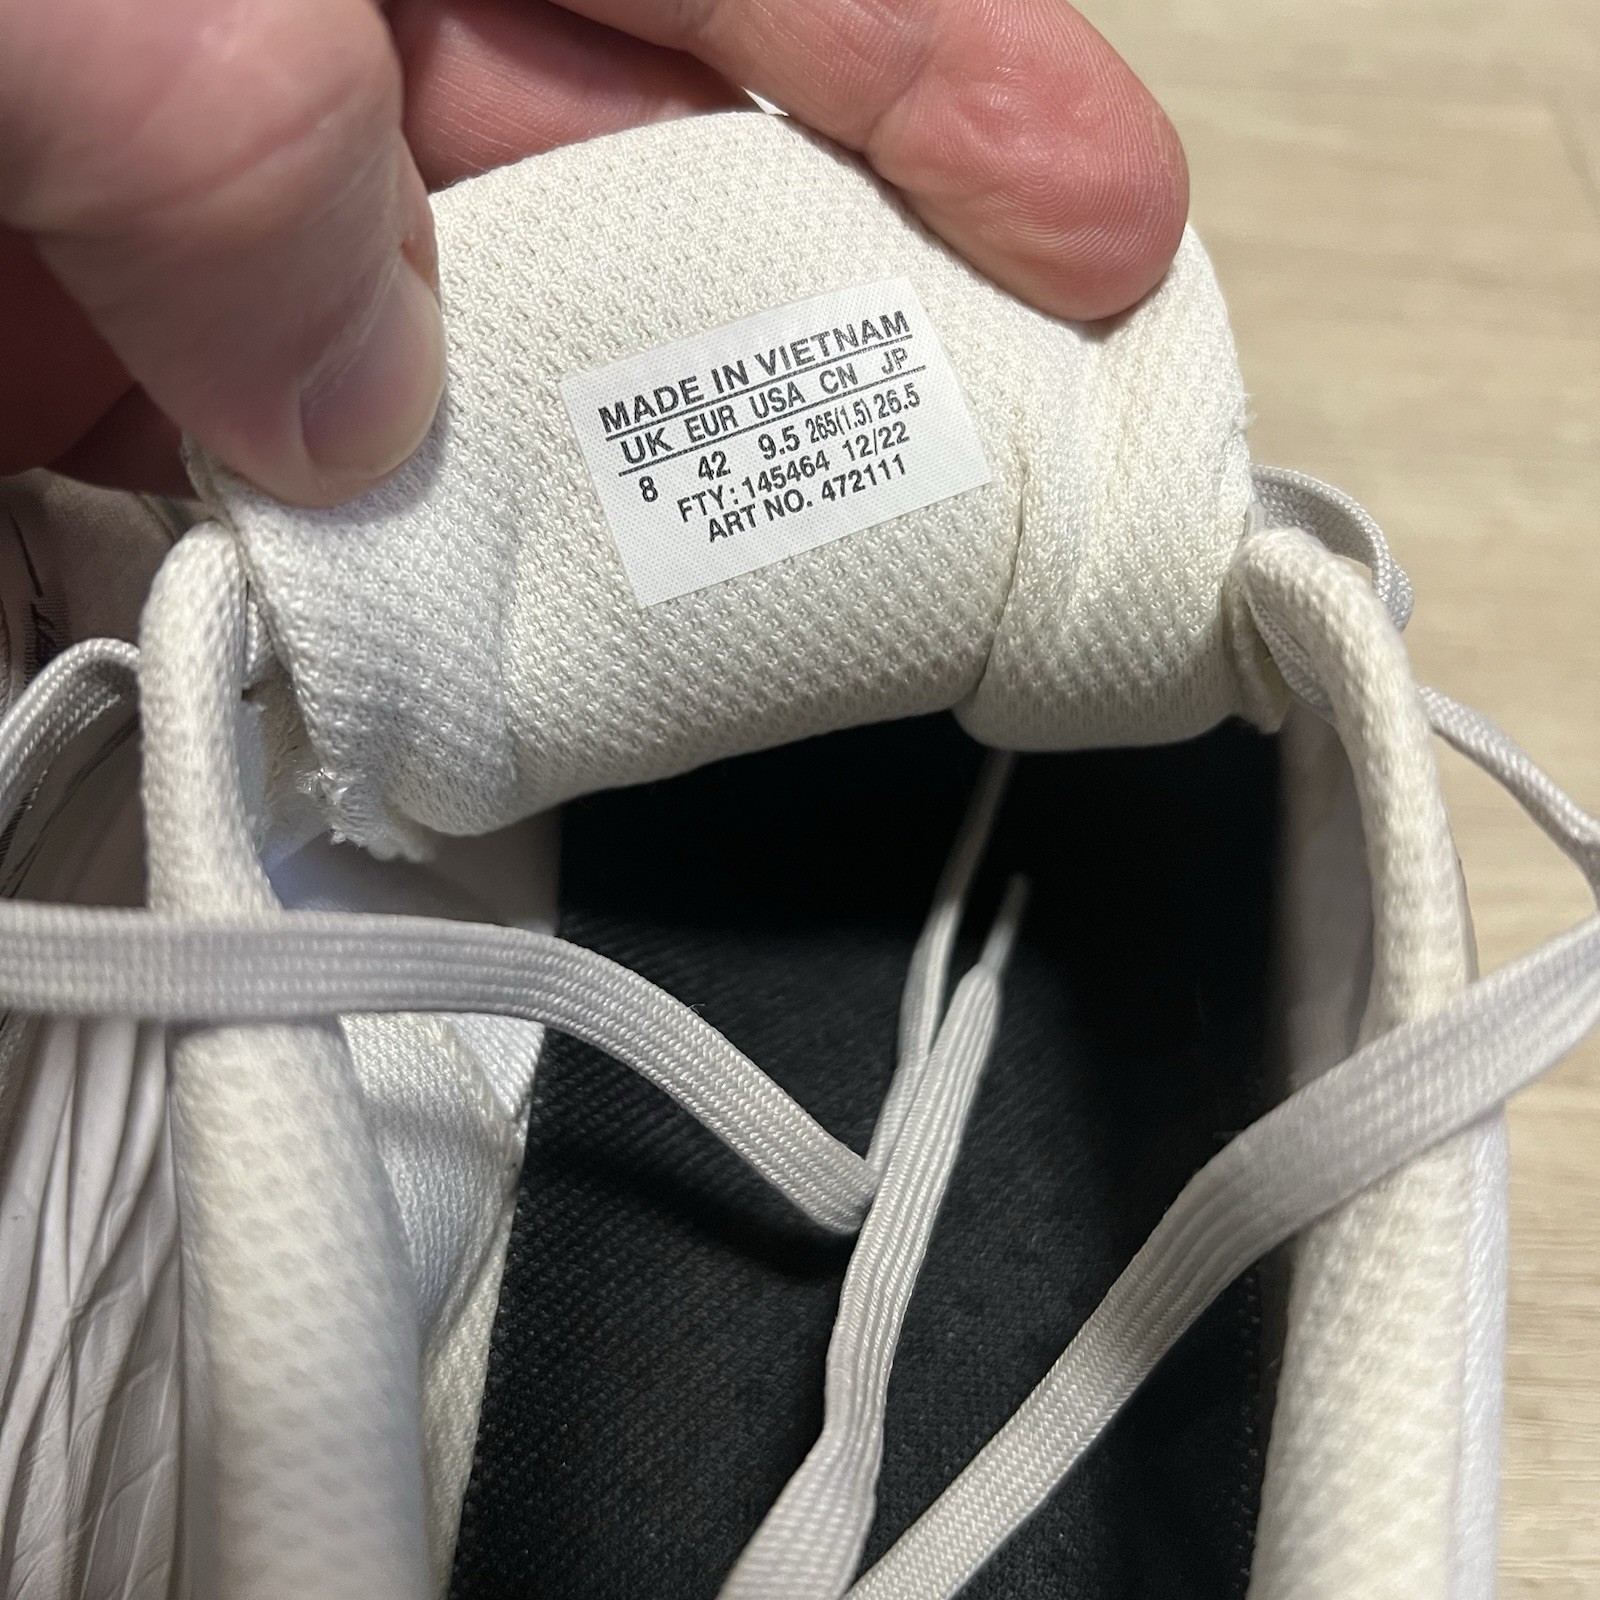 MADE IN VIETNAM
UK EUR USA CN JP
8 42 9.5 265(1.5) 26.5
FTY: 145464 12/22
ART NO. 472111